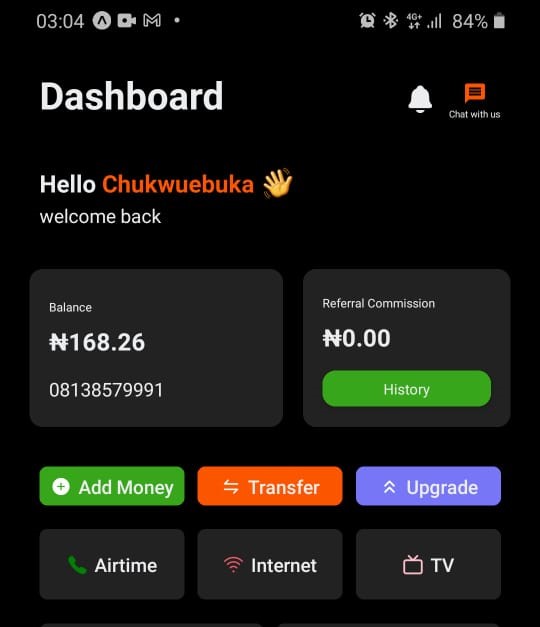 03:04 4G+ 84%
Dashboard
Chat with us
Hello Chukwuebuka 👋
welcome back
Balance
₦168.26
08138579991
Referral Commission
₦0.00
History
Add Money
Transfer
Upgrade
Airtime
Internet
TV